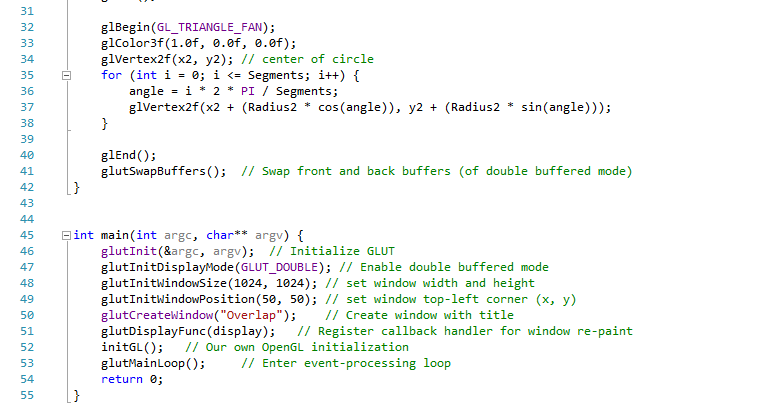 31
32 glBegin(GL_TRIANGLE_FAN);
33 glColor3f(1.0f, 0.0f, 0.0f);
34 glVertex2f(x2, y2); // center of circle
35 for (int i = 0; i <= Segments; i++) {
36 angle = i * 2 * PI / Segments;
37 glVertex2f(x2 + (Radius2 * cos(angle)), y2 + (Radius2 * sin(angle)));
38 }
39
40 glEnd();
41 glutSwapBuffers(); // Swap front and back buffers (of double buffered mode)
42 }
43
44
45 int main(int argc, char** argv) {
46 glutInit(&argc, argv); // Initialize GLUT
47 glutInitDisplayMode(GLUT_DOUBLE); // Enable double buffered mode
48 glutInitWindowSize(1024, 1024); // set window width and height
49 glutInitWindowPosition(50, 50); // set window top-left corner (x, y)
50 glutCreateWindow("Overlap"); // Create window with title
51 glutDisplayFunc(display); // Register callback handler for window re-paint
52 initGL(); // Our own OpenGL initialization
53 glutMainLoop(); // Enter event-processing loop
54 return 0;
55 }